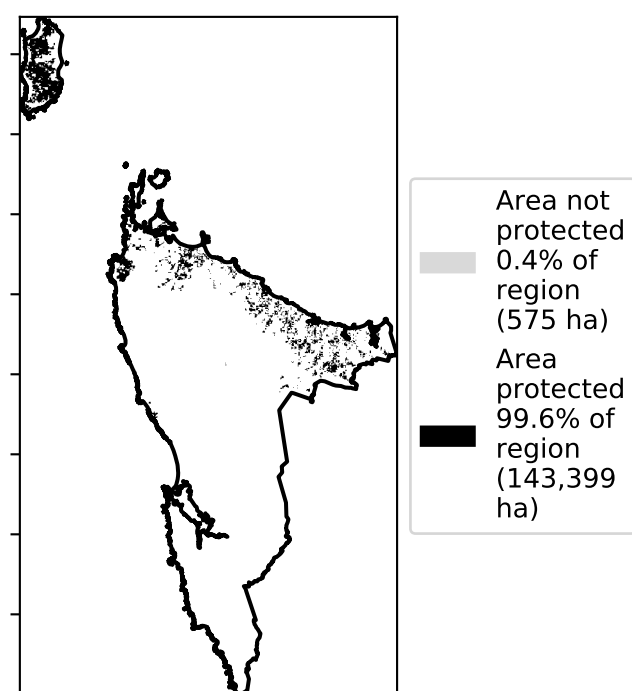 Area not
protected
0.4% of
region
(575 ha)
Area
protected
99.6% of
region
(143,399
ha)